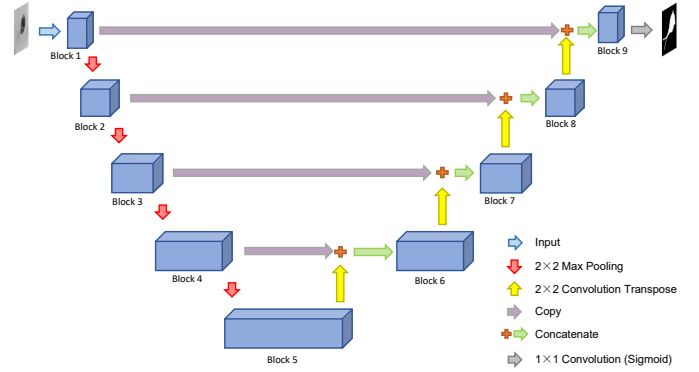 Block 1
Block 9
Block 2
Block 8
Block 3
Block 7
Block 4
Block 6
Block 5
Input
2×2 Max Pooling
2×2 Convolution Transpose
Copy
Concatenate
1×1 Convolution (Sigmoid)